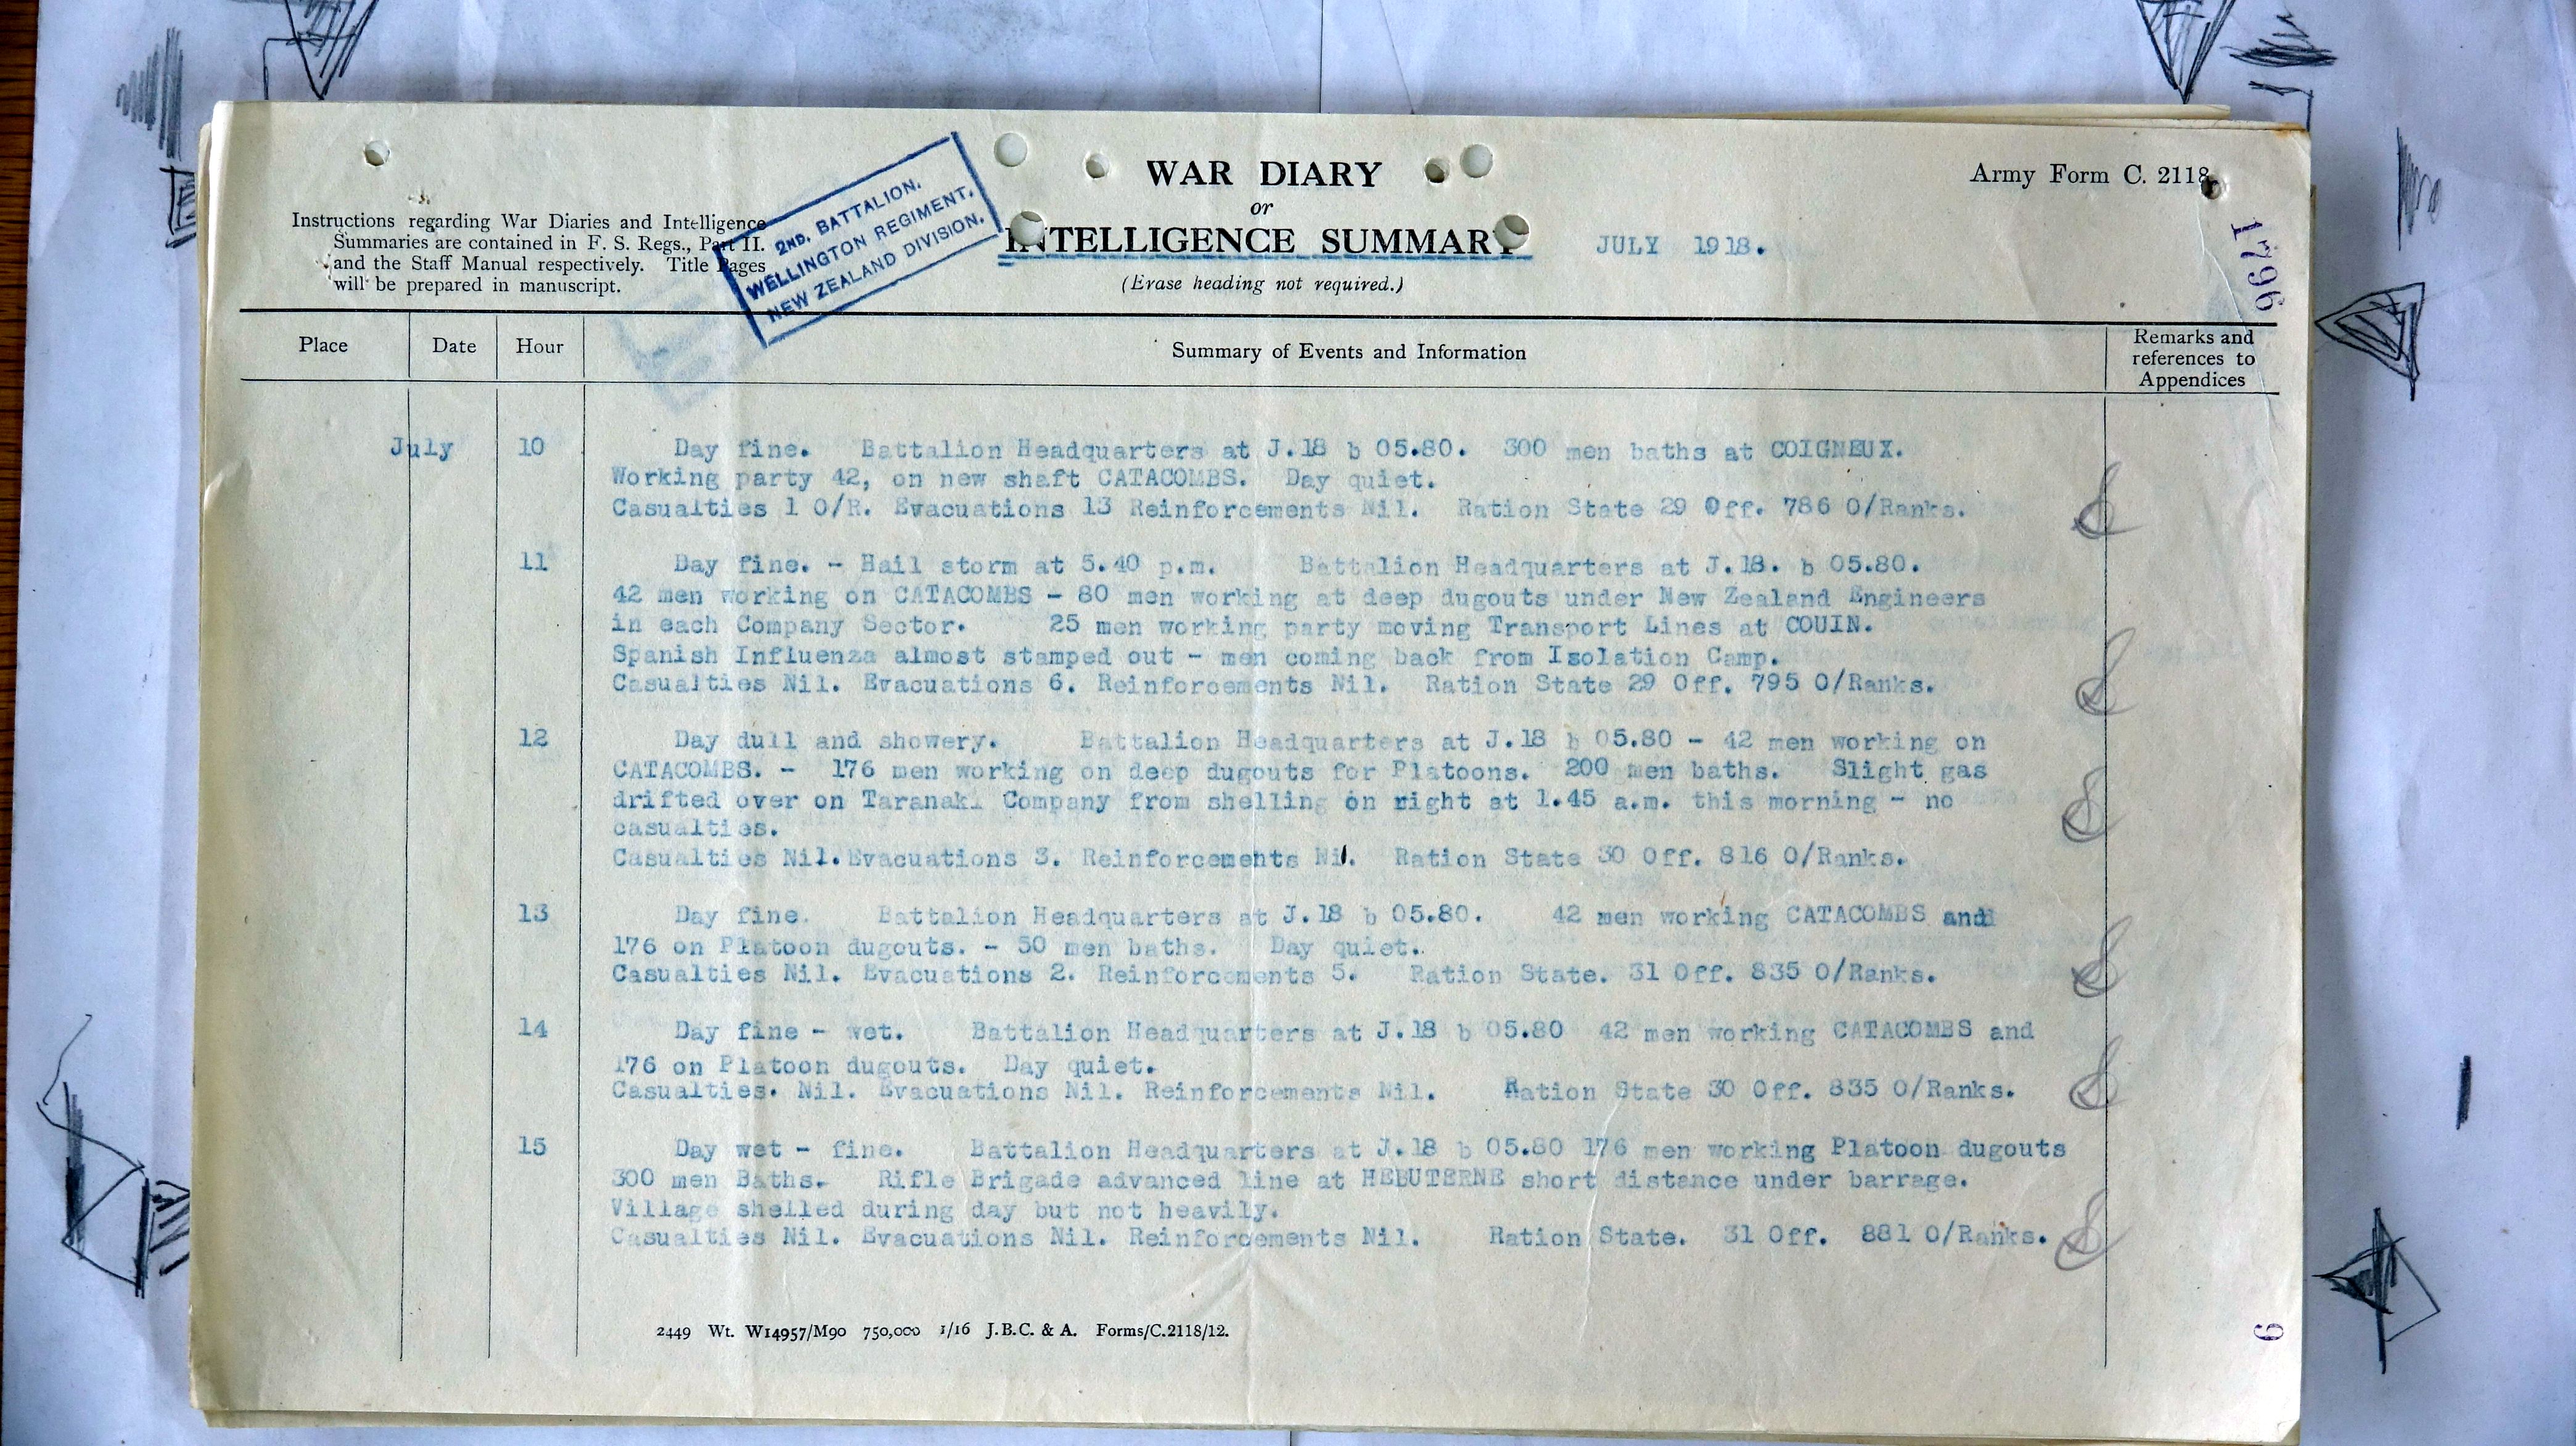 WAR DIARY
or
INTELLIGENCE SUMMARY
(Erase heading not required.)
JULY 1918.
Army Form C. 2118.
1796
Instructions regarding War Diaries and Intelligence
Summaries are contained in F. S. Regs., Part II.
and the Staff Manual respectively. Title Pages
will be prepared in manuscript.
2ND. BATTALION.
WELLINGTON REGIMENT.
NEW ZEALAND DIVISION.
Place Date Hour Summary of Events and Information Remarks and
references to
Appendices
July 10 Day fine. Battalion Headquarters at J.18 b 05.80. 300 men baths at COIGNEUX.
Working party 42, on new shaft CATACOMBS. Day quiet.
Casualties 1 O/R. Evacuations 13 Reinforcements Nil. Ration State 29 Off. 786 O/Ranks.
11 Day fine. - Hail storm at 5.40 p.m. Battalion Headquarters at J.18. b 05.80.
42 men working on CATACOMBS - 80 men working at deep dugouts under New Zealand Engineers
in each Company Sector. 25 men working party moving Transport Lines at COUIN.
Spanish Influenza almost stamped out - men coming back from Isolation Camp.
Casualties Nil. Evacuations 6. Reinforcements Nil. Ration State 29 Off. 795 O/Ranks.
12 Day dull and showery. Battalion Headquarters at J.18 b 05.80 - 42 men working on
CATACOMBS. - 176 men working on deep dugouts for Platoons. 200 men baths. Slight gas
drifted over on Taranaki Company from shelling on right at 1.45 a.m. this morning - no
casualties.
Casualties Nil. Evacuations 3. Reinforcements Nil. Ration State 30 Off. 816 O/Ranks.
13 Day fine. Battalion Headquarters at J.18 b 05.80. 42 men working CATACOMBS and
176 on Platoon dugouts. - 50 men baths. Day quiet.
Casualties Nil. Evacuations 2. Reinforcements 5. Ration State. 31 Off. 835 O/Ranks.
14 Day fine - wet. Battalion Headquarters at J.18 b 05.80 42 men working CATACOMBS and
176 on Platoon dugouts. Day quiet.
Casualties. Nil. Evacuations Nil. Reinforcements Nil. Ration State 30 Off. 835 O/Ranks.
15 Day wet - fine. Battalion Headquarters at J.18 b 05.80 176 men working Platoon dugouts
300 men Baths. Rifle Brigade advanced line at HEBUTERNE short distance under barrage.
Village shelled during day but not heavily.
Casualties Nil. Evacuations Nil. Reinforcements Nil. Ration State. 31 Off. 881 O/Ranks.
2449 Wt. W14957/M90 750,000 1/16 J.B.C. & A. Forms/C.2118/12.